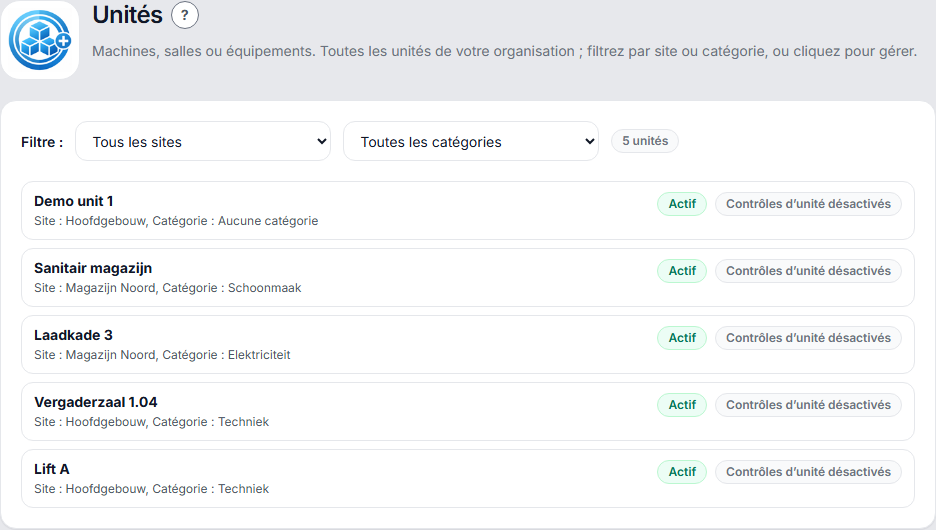 Unités ?
Machines, salles ou équipements. Toutes les unités de votre organisation ; filtrez par site ou catégorie, ou cliquez pour gérer.
Filtre : Tous les sites Toutes les catégories 5 unités
Demo unit 1
Site : Hoofdgebouw, Catégorie : Aucune catégorie
Actif Contrôles d’unité désactivés
Sanitair magazijn
Site : Magazijn Noord, Catégorie : Schoonmaak
Actif Contrôles d’unité désactivés
Laadkade 3
Site : Magazijn Noord, Catégorie : Elektriciteit
Actif Contrôles d’unité désactivés
Vergaderzaal 1.04
Site : Hoofdgebouw, Catégorie : Techniek
Actif Contrôles d’unité désactivés
Lift A
Site : Hoofdgebouw, Catégorie : Techniek
Actif Contrôles d’unité désactivés